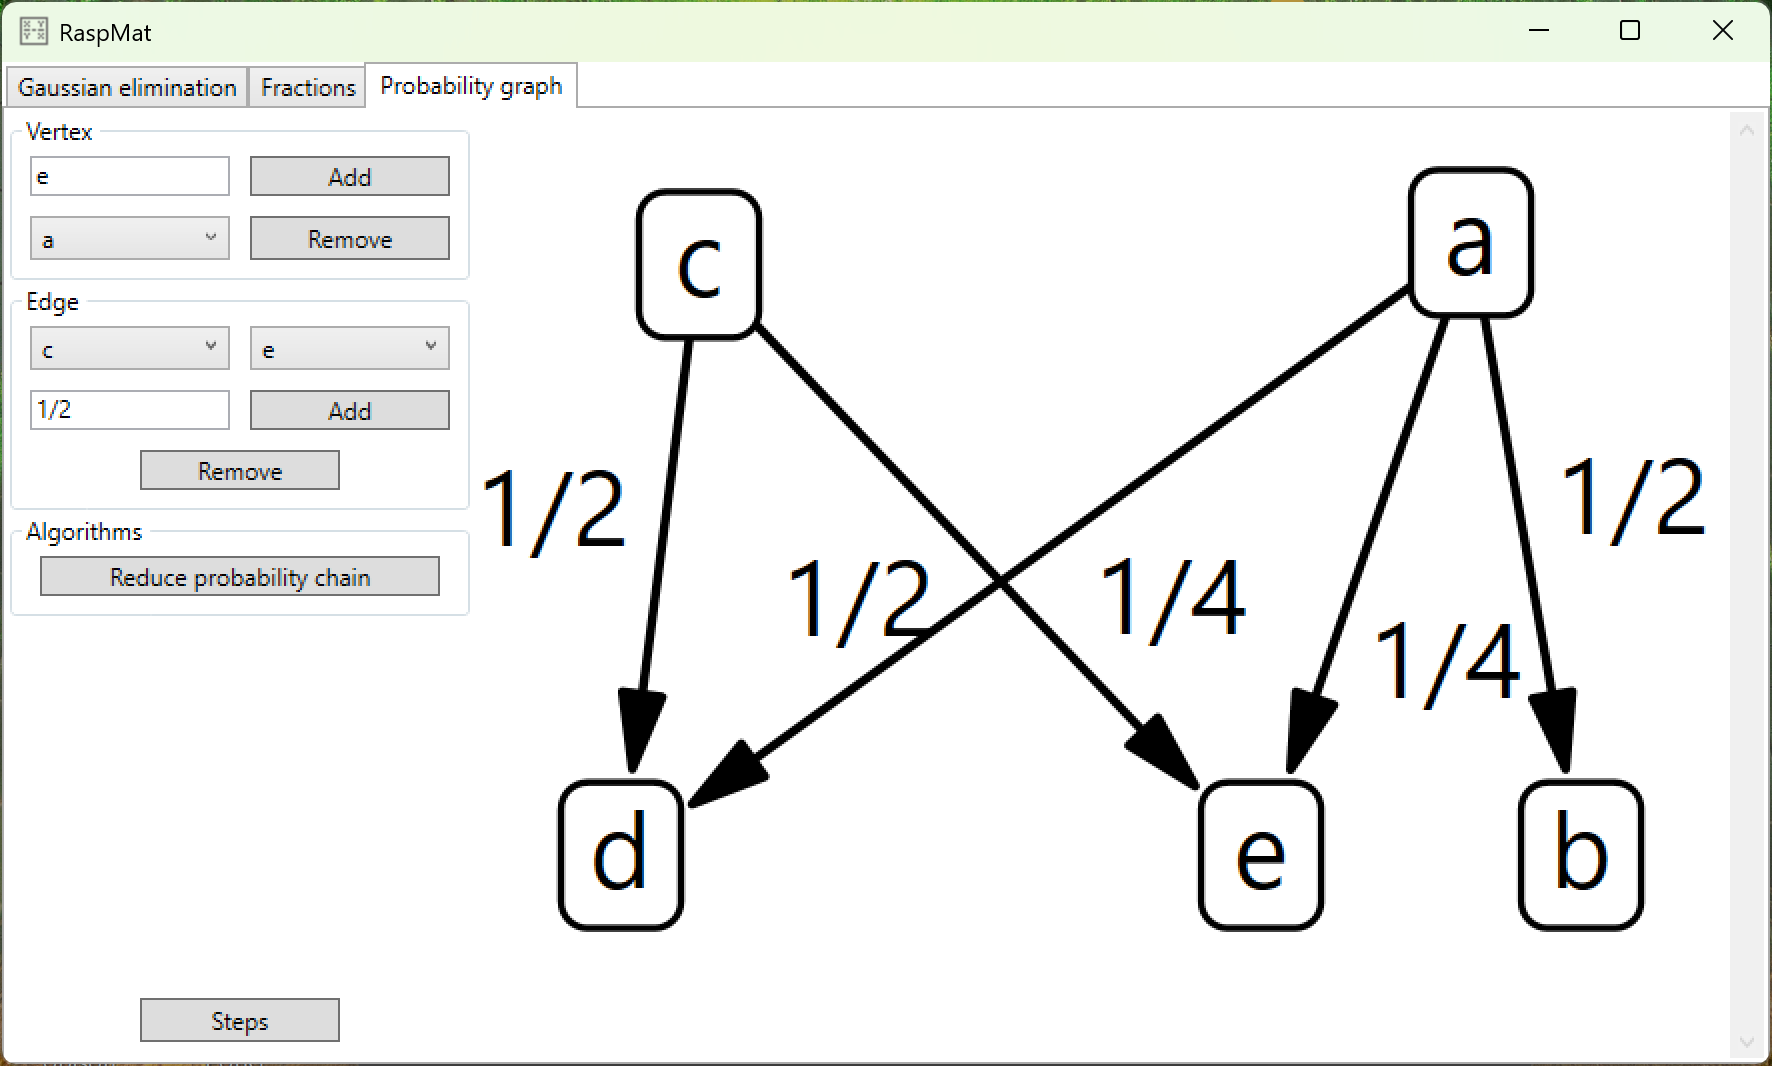 RaspMat
Gaussian elimination
Fractions
Probability graph
Vertex
e
Add
a
Remove
Edge
c
e
1/2
Add
Remove
Algorithms
Reduce probability chain
Steps
c
a
1/2
1/2
1/4
1/4
1/2
d
e
b